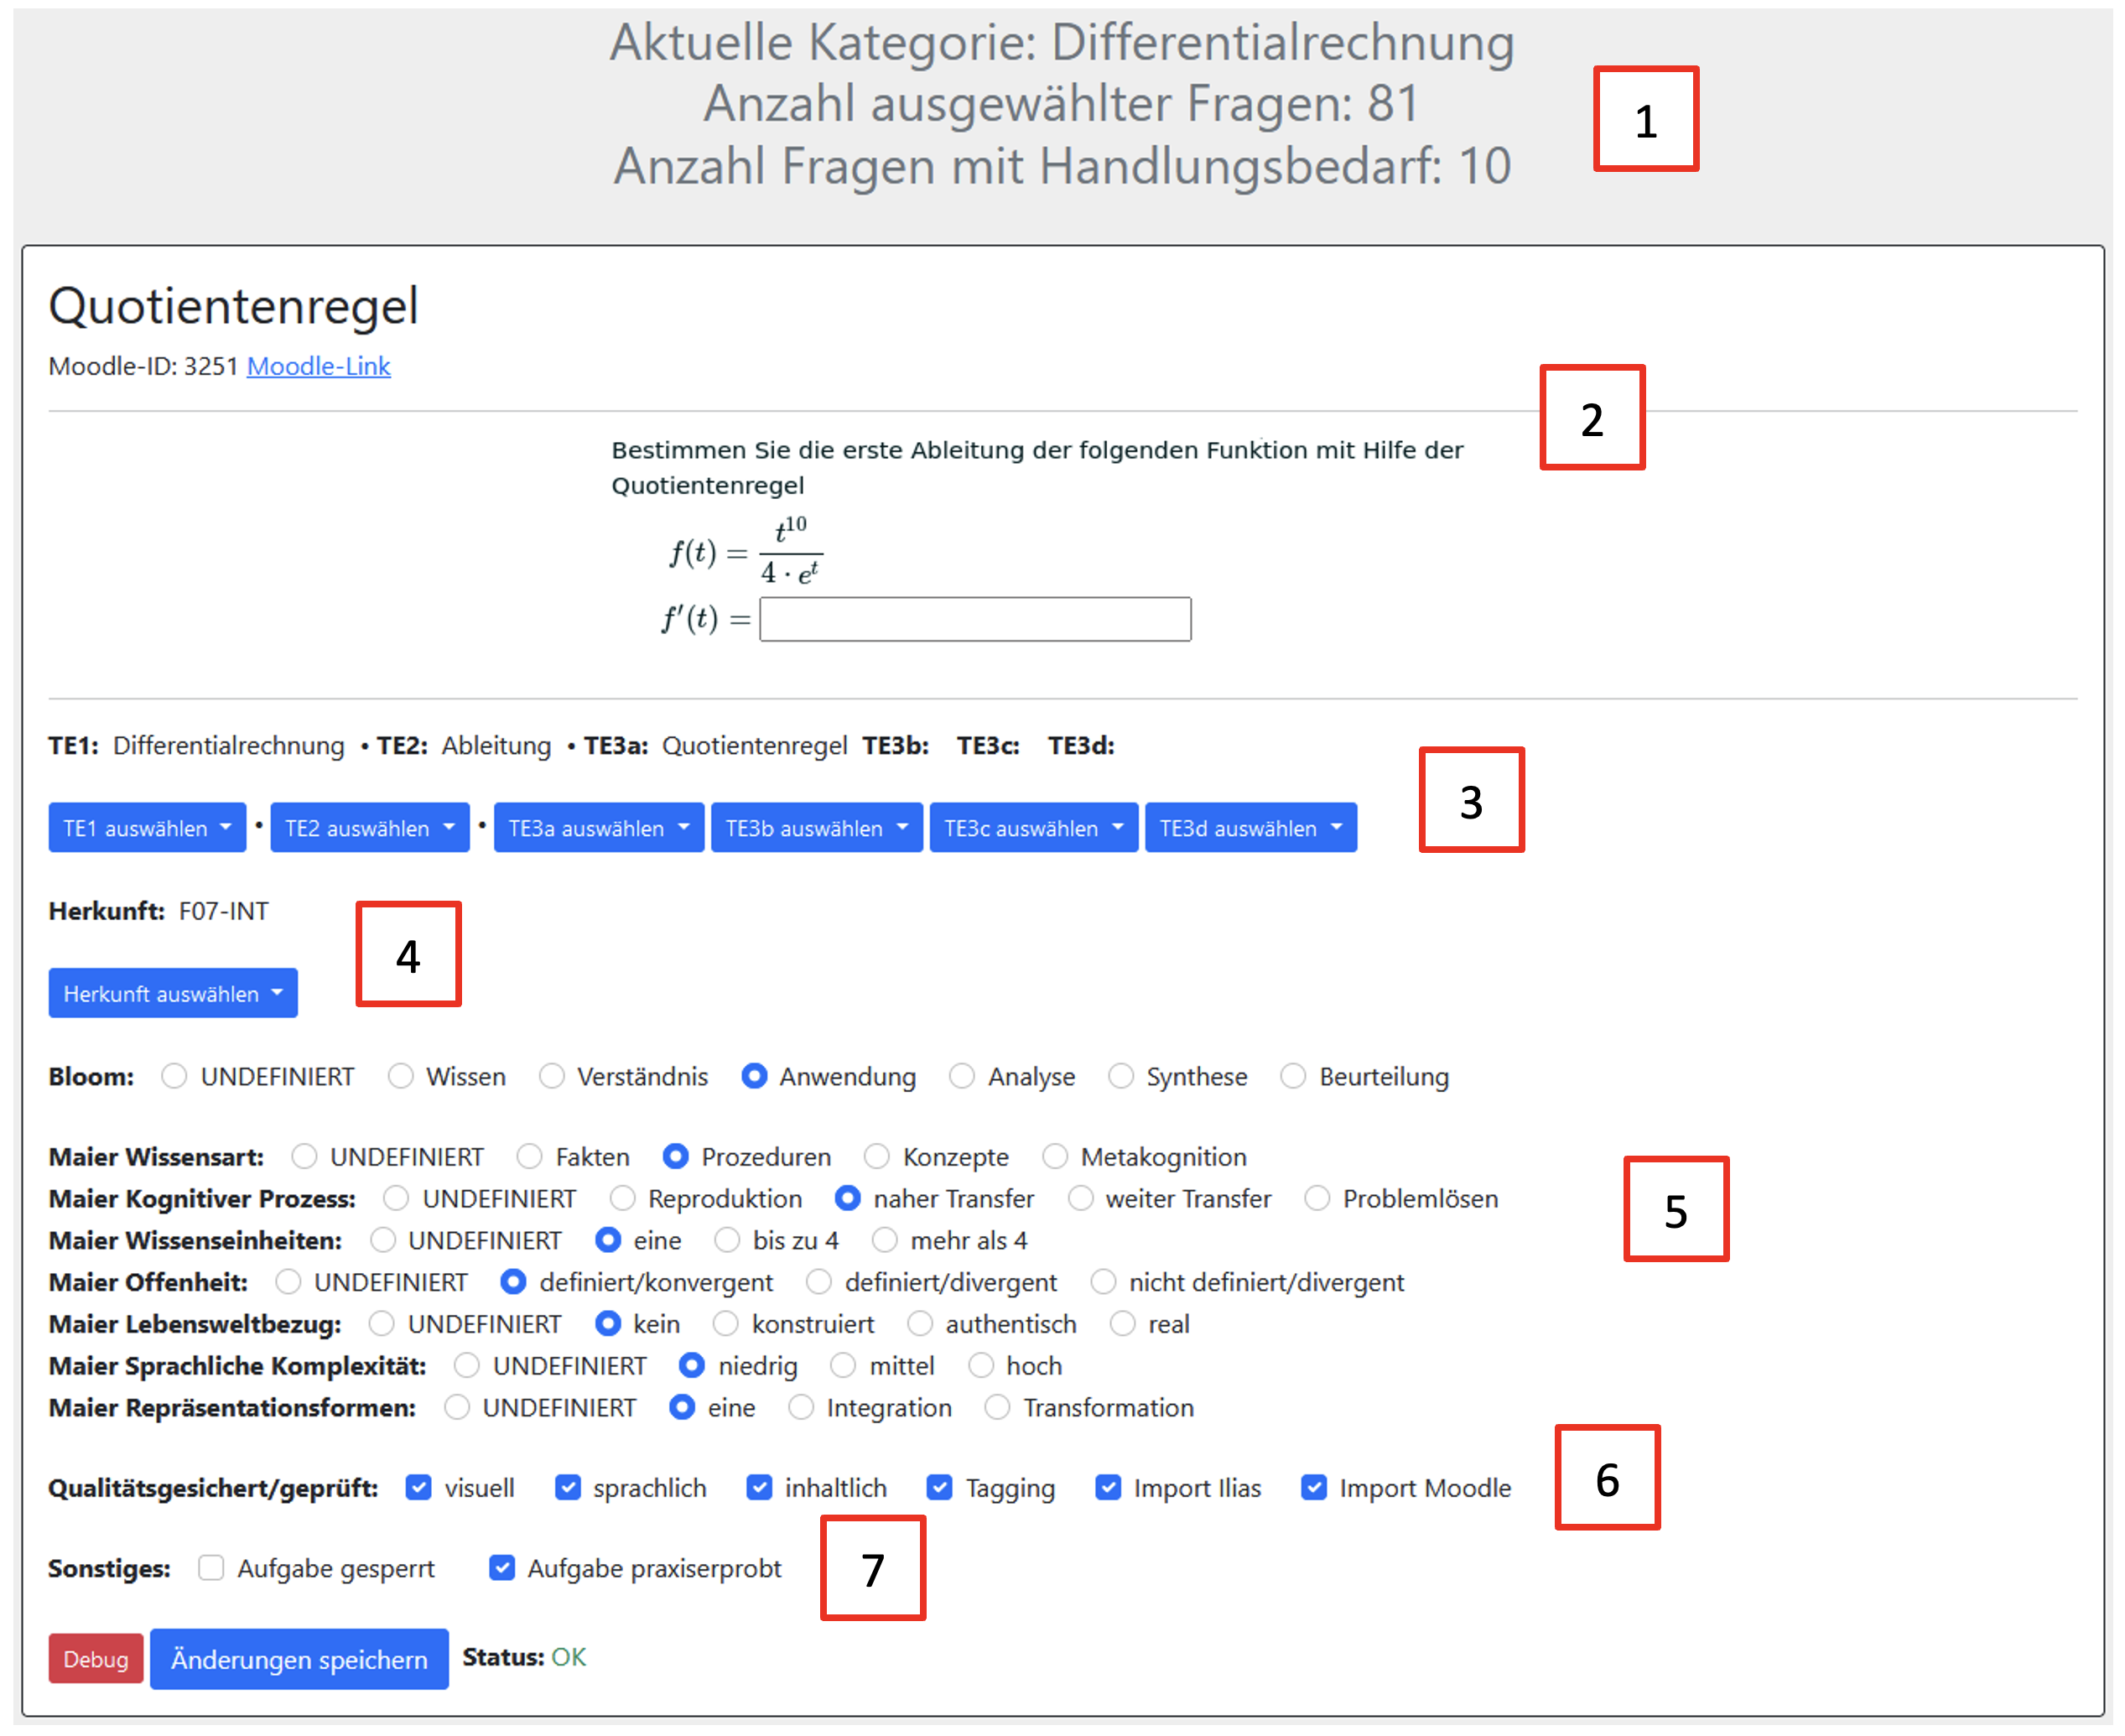 Aktuelle Kategorie: Differentialrechnung
Anzahl ausgewählter Fragen: 81
1
Anzahl Fragen mit Handlungsbedarf: 10
Quotientenregel
Moodle-ID: 3251 Moodle-Link
2
Bestimmen Sie die erste Ableitung der folgenden Funktion mit Hilfe der
Quotientenregel
f(t) = t^10 / (4 · e^t)
f′(t) =
TE1: Differentialrechnung • TE2: Ableitung • TE3a: Quotientenregel TE3b: TE3c: TE3d:
3
TE1 auswählen • TE2 auswählen • TE3a auswählen TE3b auswählen TE3c auswählen TE3d auswählen
Herkunft: F07-INT
4
Herkunft auswählen
Bloom: UNDEFINIERT Wissen Verständnis Anwendung Analyse Synthese Beurteilung
Maier Wissensart: UNDEFINIERT Fakten Prozeduren Konzepte Metakognition
Maier Kognitiver Prozess: UNDEFINIERT Reproduktion naher Transfer weiter Transfer Problemlösen
5
Maier Wissenseinheiten: UNDEFINIERT eine bis zu 4 mehr als 4
Maier Offenheit: UNDEFINIERT definiert/konvergent definiert/divergent nicht definiert/divergent
Maier Lebensweltbezug: UNDEFINIERT kein konstruiert authentisch real
Maier Sprachliche Komplexität: UNDEFINIERT niedrig mittel hoch
Maier Repräsentationsformen: UNDEFINIERT eine Integration Transformation
6
Qualitätsgesichert/geprüft: visuell sprachlich inhaltlich Tagging Import Ilias Import Moodle
Sonstiges: Aufgabe gesperrt Aufgabe praxiserprobt
7
Debug Änderungen speichern Status: OK